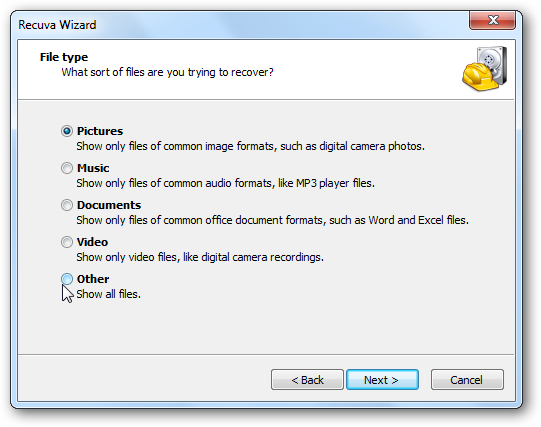 Recuva Wizard
File type
What sort of files are you trying to recover?
Pictures
Show only files of common image formats, such as digital camera photos.
Music
Show only files of common audio formats, like MP3 player files.
Documents
Show only files of common office document formats, such as Word and Excel files.
Video
Show only video files, like digital camera recordings.
Other
Show all files.
< Back
Next >
Cancel